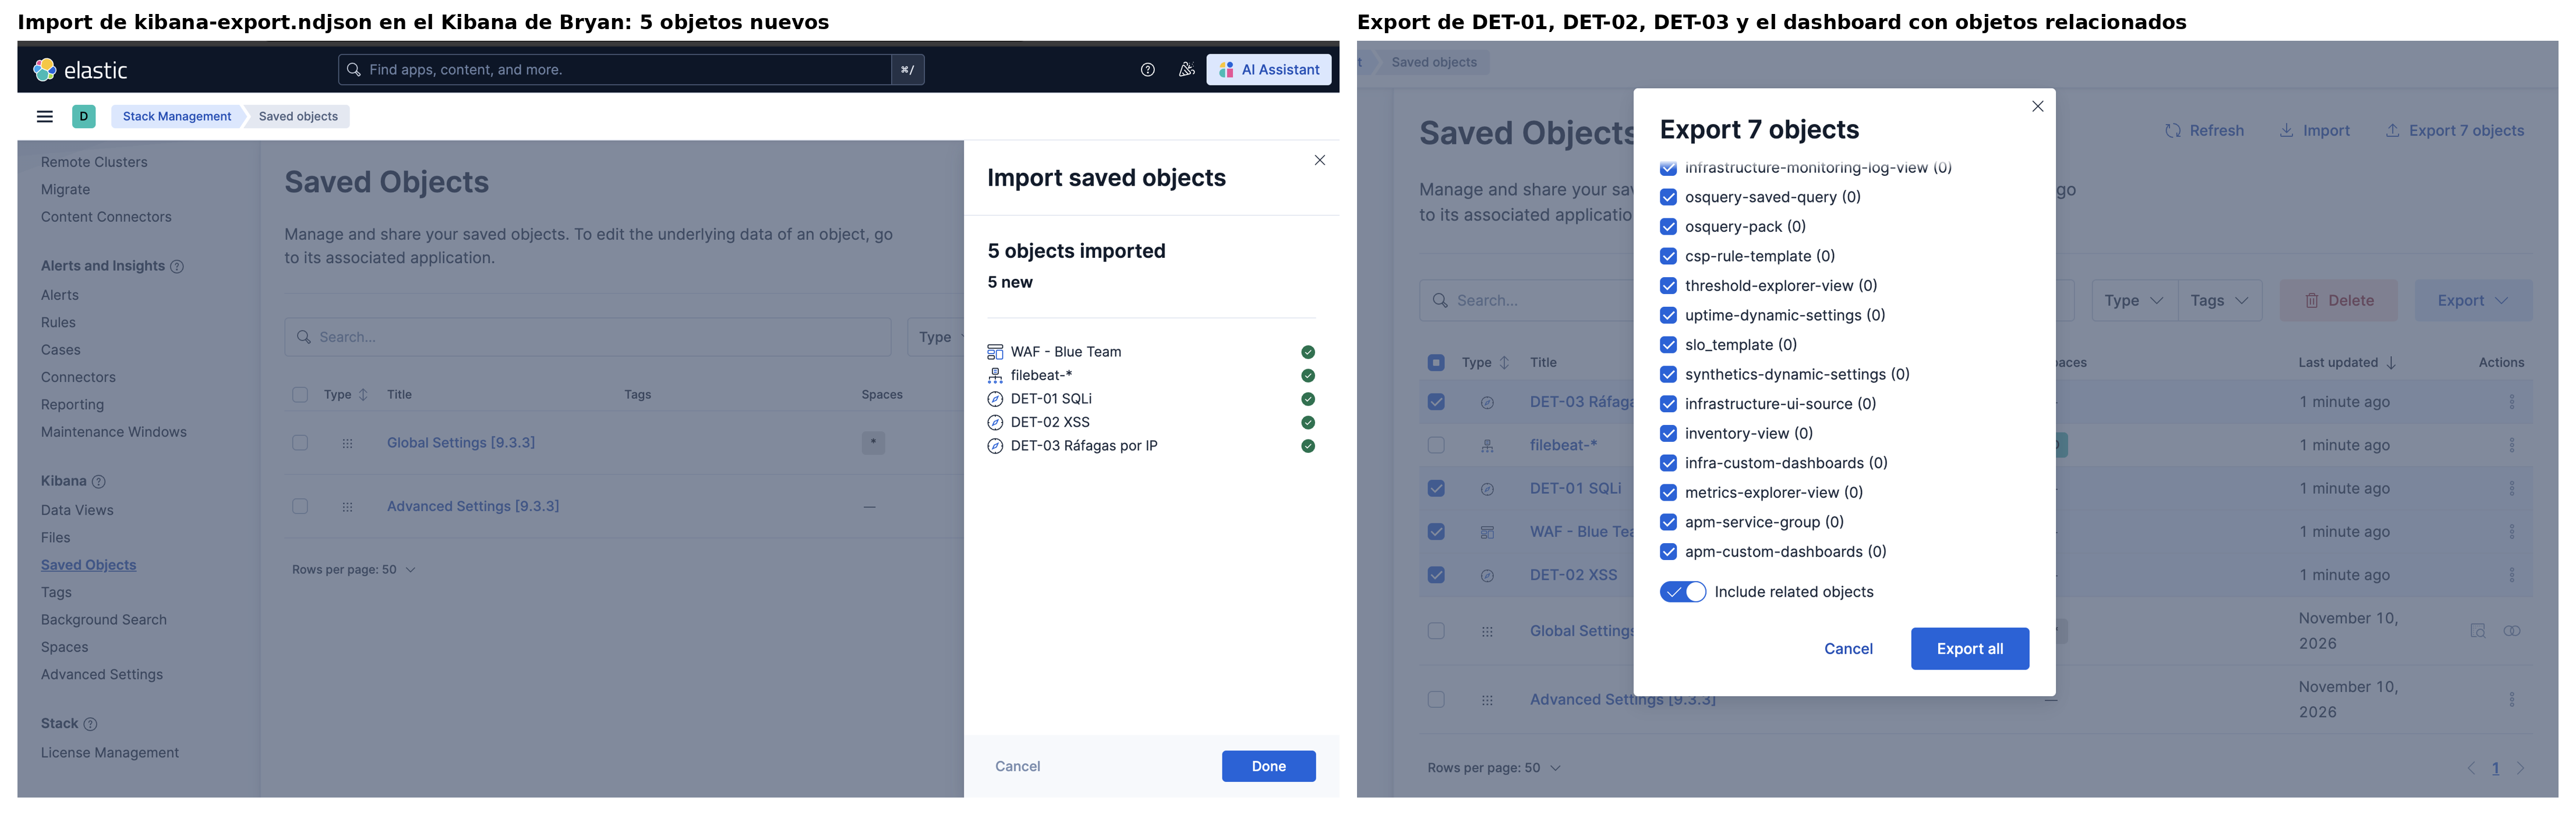 Import de kibana-export.ndjson en el Kibana de Bryan: 5 objetos nuevos
elastic
Find apps, content, and more.
⌘/
AI Assistant
D
Stack Management
Saved objects
Remote Clusters
Migrate
Content Connectors
Alerts and Insights
Alerts
Rules
Cases
Connectors
Reporting
Maintenance Windows
Kibana
Data Views
Files
Saved Objects
Tags
Background Search
Spaces
Advanced Settings
Stack
License Management
Saved Objects
Manage and share your saved objects. To edit the underlying data of an object, go
to its associated application.
Search...
Type
Type Title Tags Spaces
Global Settings [9.3.3] *
Advanced Settings [9.3.3] —
Rows per page: 50
Import saved objects
5 objects imported
5 new
WAF - Blue Team
filebeat-*
DET-01 SQLi
DET-02 XSS
DET-03 Ráfagas por IP
Cancel
Done
Export de DET-01, DET-02, DET-03 y el dashboard con objetos relacionados
t
Saved objects
Saved Objects
Refresh
Import
Export 7 objects
Manage and share your sav
go
to its associated applicatio
Search...
Type
Tags
Delete
Export
Type Title paces Last updated Actions
DET-03 Ráfaga 1 minute ago
filebeat-* 1 minute ago
DET-01 SQLi 1 minute ago
WAF - Blue Tea 1 minute ago
DET-02 XSS 1 minute ago
Global Settings November 10,
2026
Advanced Settings [9.3.3] — November 10,
2026
Rows per page: 50
1
Export 7 objects
infrastructure-monitoring-log-view (0)
osquery-saved-query (0)
osquery-pack (0)
csp-rule-template (0)
threshold-explorer-view (0)
uptime-dynamic-settings (0)
slo_template (0)
synthetics-dynamic-settings (0)
infrastructure-ui-source (0)
inventory-view (0)
infra-custom-dashboards (0)
metrics-explorer-view (0)
apm-service-group (0)
apm-custom-dashboards (0)
Include related objects
Cancel
Export all